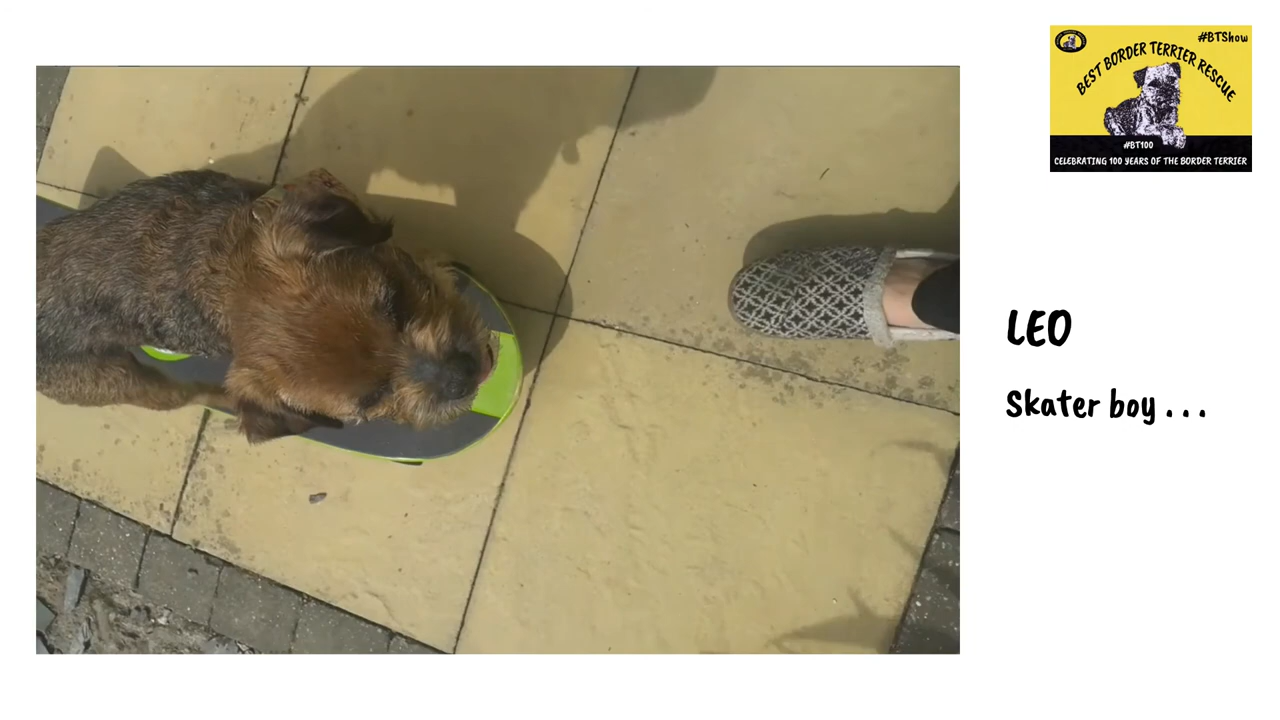 #BTShow
BEST BORDER TERRIER RESCUE
#BT100
CELEBRATING 100 YEARS OF THE BORDER TERRIER
LEO
Skater boy . . .